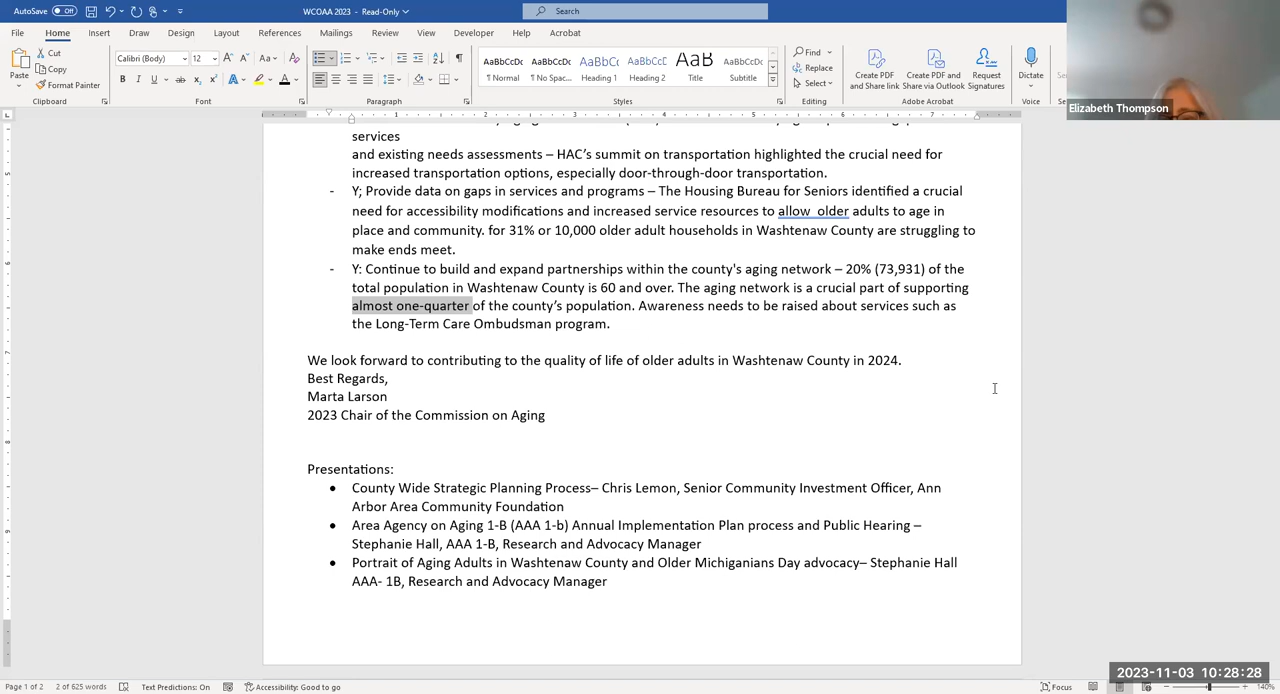 AutoSave Off WCOAA 2023 - Read-Only Search
File Home Insert Draw Design Layout References Mailings Review View Developer Help Acrobat
Paste
Cut
Copy
Format Painter
Calibri (Body) 12
AaBbCcDc AaBbCcDc AaBbCc AaBbCcC AaB AaBbCcDc
¶ Normal ¶ No Spac... Heading 1 Heading 2 Title Subtitle
Find
Replace
Select
Create PDF and Share link
Create PDF and Share via Outlook
Request Signatures
Dictate
Clipboard Font Paragraph Styles Editing Adobe Acrobat Voice
Elizabeth Thompson
services
and existing needs assessments – HAC's summit on transportation highlighted the crucial need for
increased transportation options, especially door-through-door transportation.
- Y; Provide data on gaps in services and programs – The Housing Bureau for Seniors identified a crucial
need for accessibility modifications and increased service resources to allow  older adults to age in
place and community. for 31% or 10,000 older adult households in Washtenaw County are struggling to
make ends meet.
- Y: Continue to build and expand partnerships within the county's aging network – 20% (73,931) of the
total population in Washtenaw County is 60 and over. The aging network is a crucial part of supporting
almost one-quarter of the county's population. Awareness needs to be raised about services such as
the Long-Term Care Ombudsman program.
We look forward to contributing to the quality of life of older adults in Washtenaw County in 2024.
Best Regards,
Marta Larson
2023 Chair of the Commission on Aging
Presentations:
• County Wide Strategic Planning Process– Chris Lemon, Senior Community Investment Officer, Ann
Arbor Area Community Foundation
• Area Agency on Aging 1-B (AAA 1-b) Annual Implementation Plan process and Public Hearing –
Stephanie Hall, AAA 1-B, Research and Advocacy Manager
• Portrait of Aging Adults in Washtenaw County and Older Michiganians Day advocacy– Stephanie Hall
AAA- 1B, Research and Advocacy Manager
2023-11-03 10:28:28
Page 1 of 2 2 of 625 words Text Predictions: On Accessibility: Good to go Focus 140%